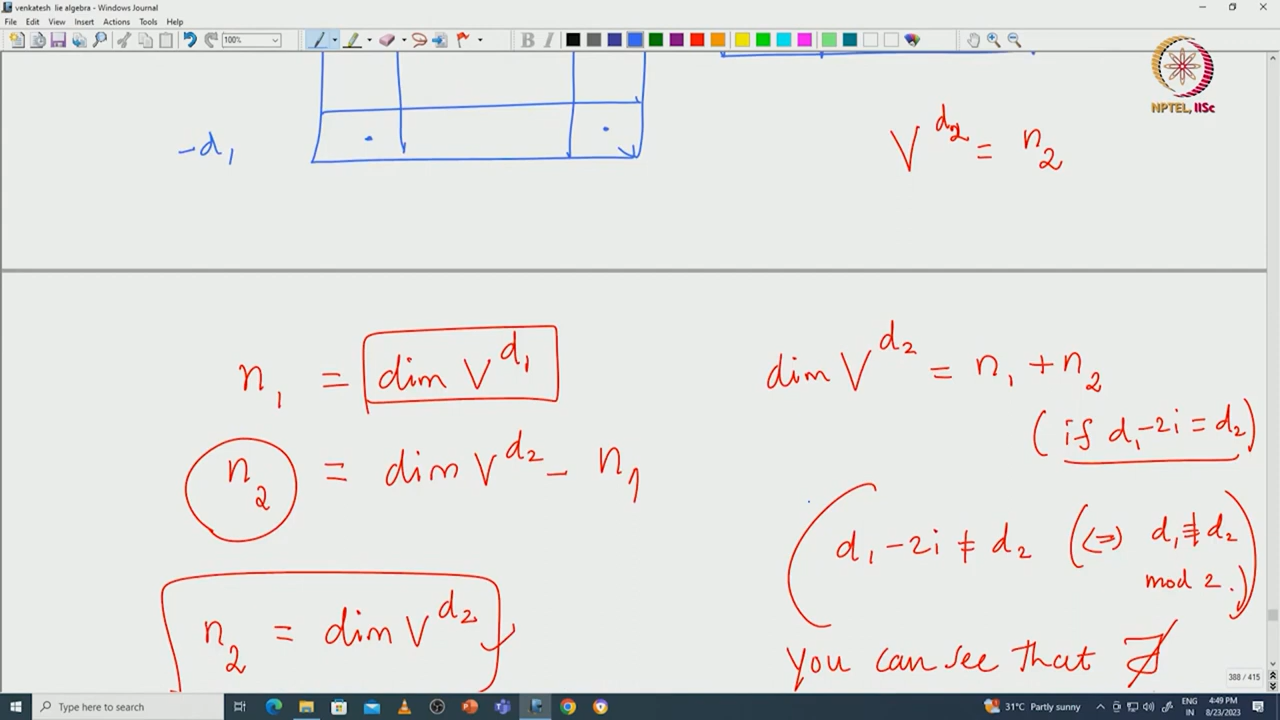 venkatesh lie algebra - Windows Journal
File Edit View Insert Actions Tools Help
100%
NPTEL, IISc
-d₁
V^{d₂} = n₂
n₁ = dim V^{d₁}
dim V^{d₂} = n₁ + n₂
(if d₁-2i = d₂)
n₂ = dim V^{d₂} - n₁
d₁-2i ≠ d₂ (⇔ d₁ ≢ d₂
mod 2.)
n₂ = dim V^{d₂}
you can see that
388 / 415
Type here to search
31°C Partly sunny
ENG
IN
4:49 PM
8/23/2023